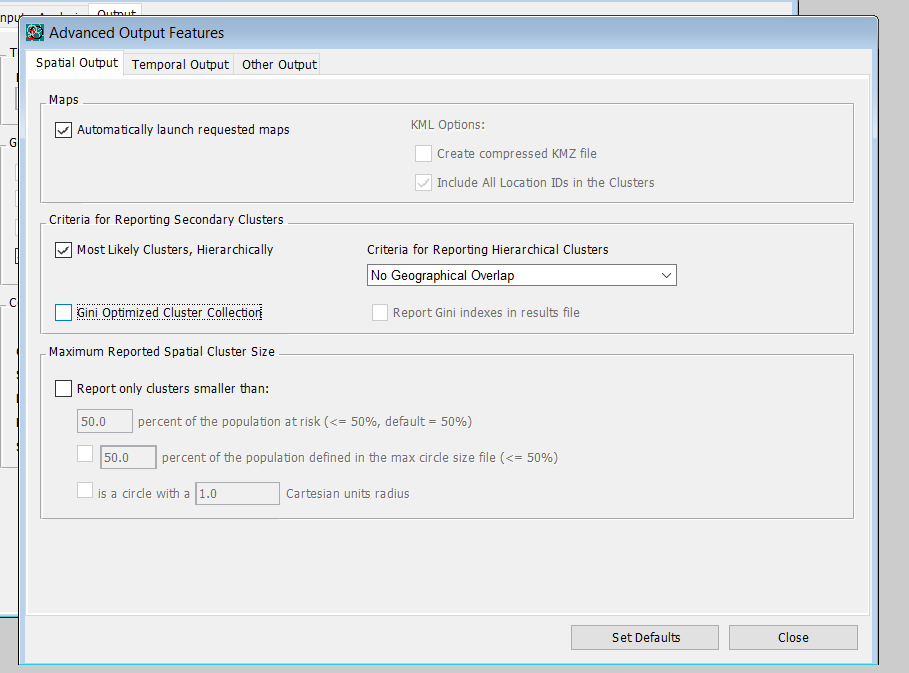 Output
Advanced Output Features
Spatial Output Temporal Output Other Output
Maps
Automatically launch requested maps
KML Options:
Create compressed KMZ file
Include All Location IDs in the Clusters
Criteria for Reporting Secondary Clusters
Most Likely Clusters, Hierarchically
Criteria for Reporting Hierarchical Clusters
No Geographical Overlap
Gini Optimized Cluster Collection
Report Gini indexes in results file
Maximum Reported Spatial Cluster Size
Report only clusters smaller than:
50.0 percent of the population at risk (<= 50%, default = 50%)
50.0 percent of the population defined in the max circle size file (<= 50%)
is a circle with a 1.0 Cartesian units radius
Set Defaults Close